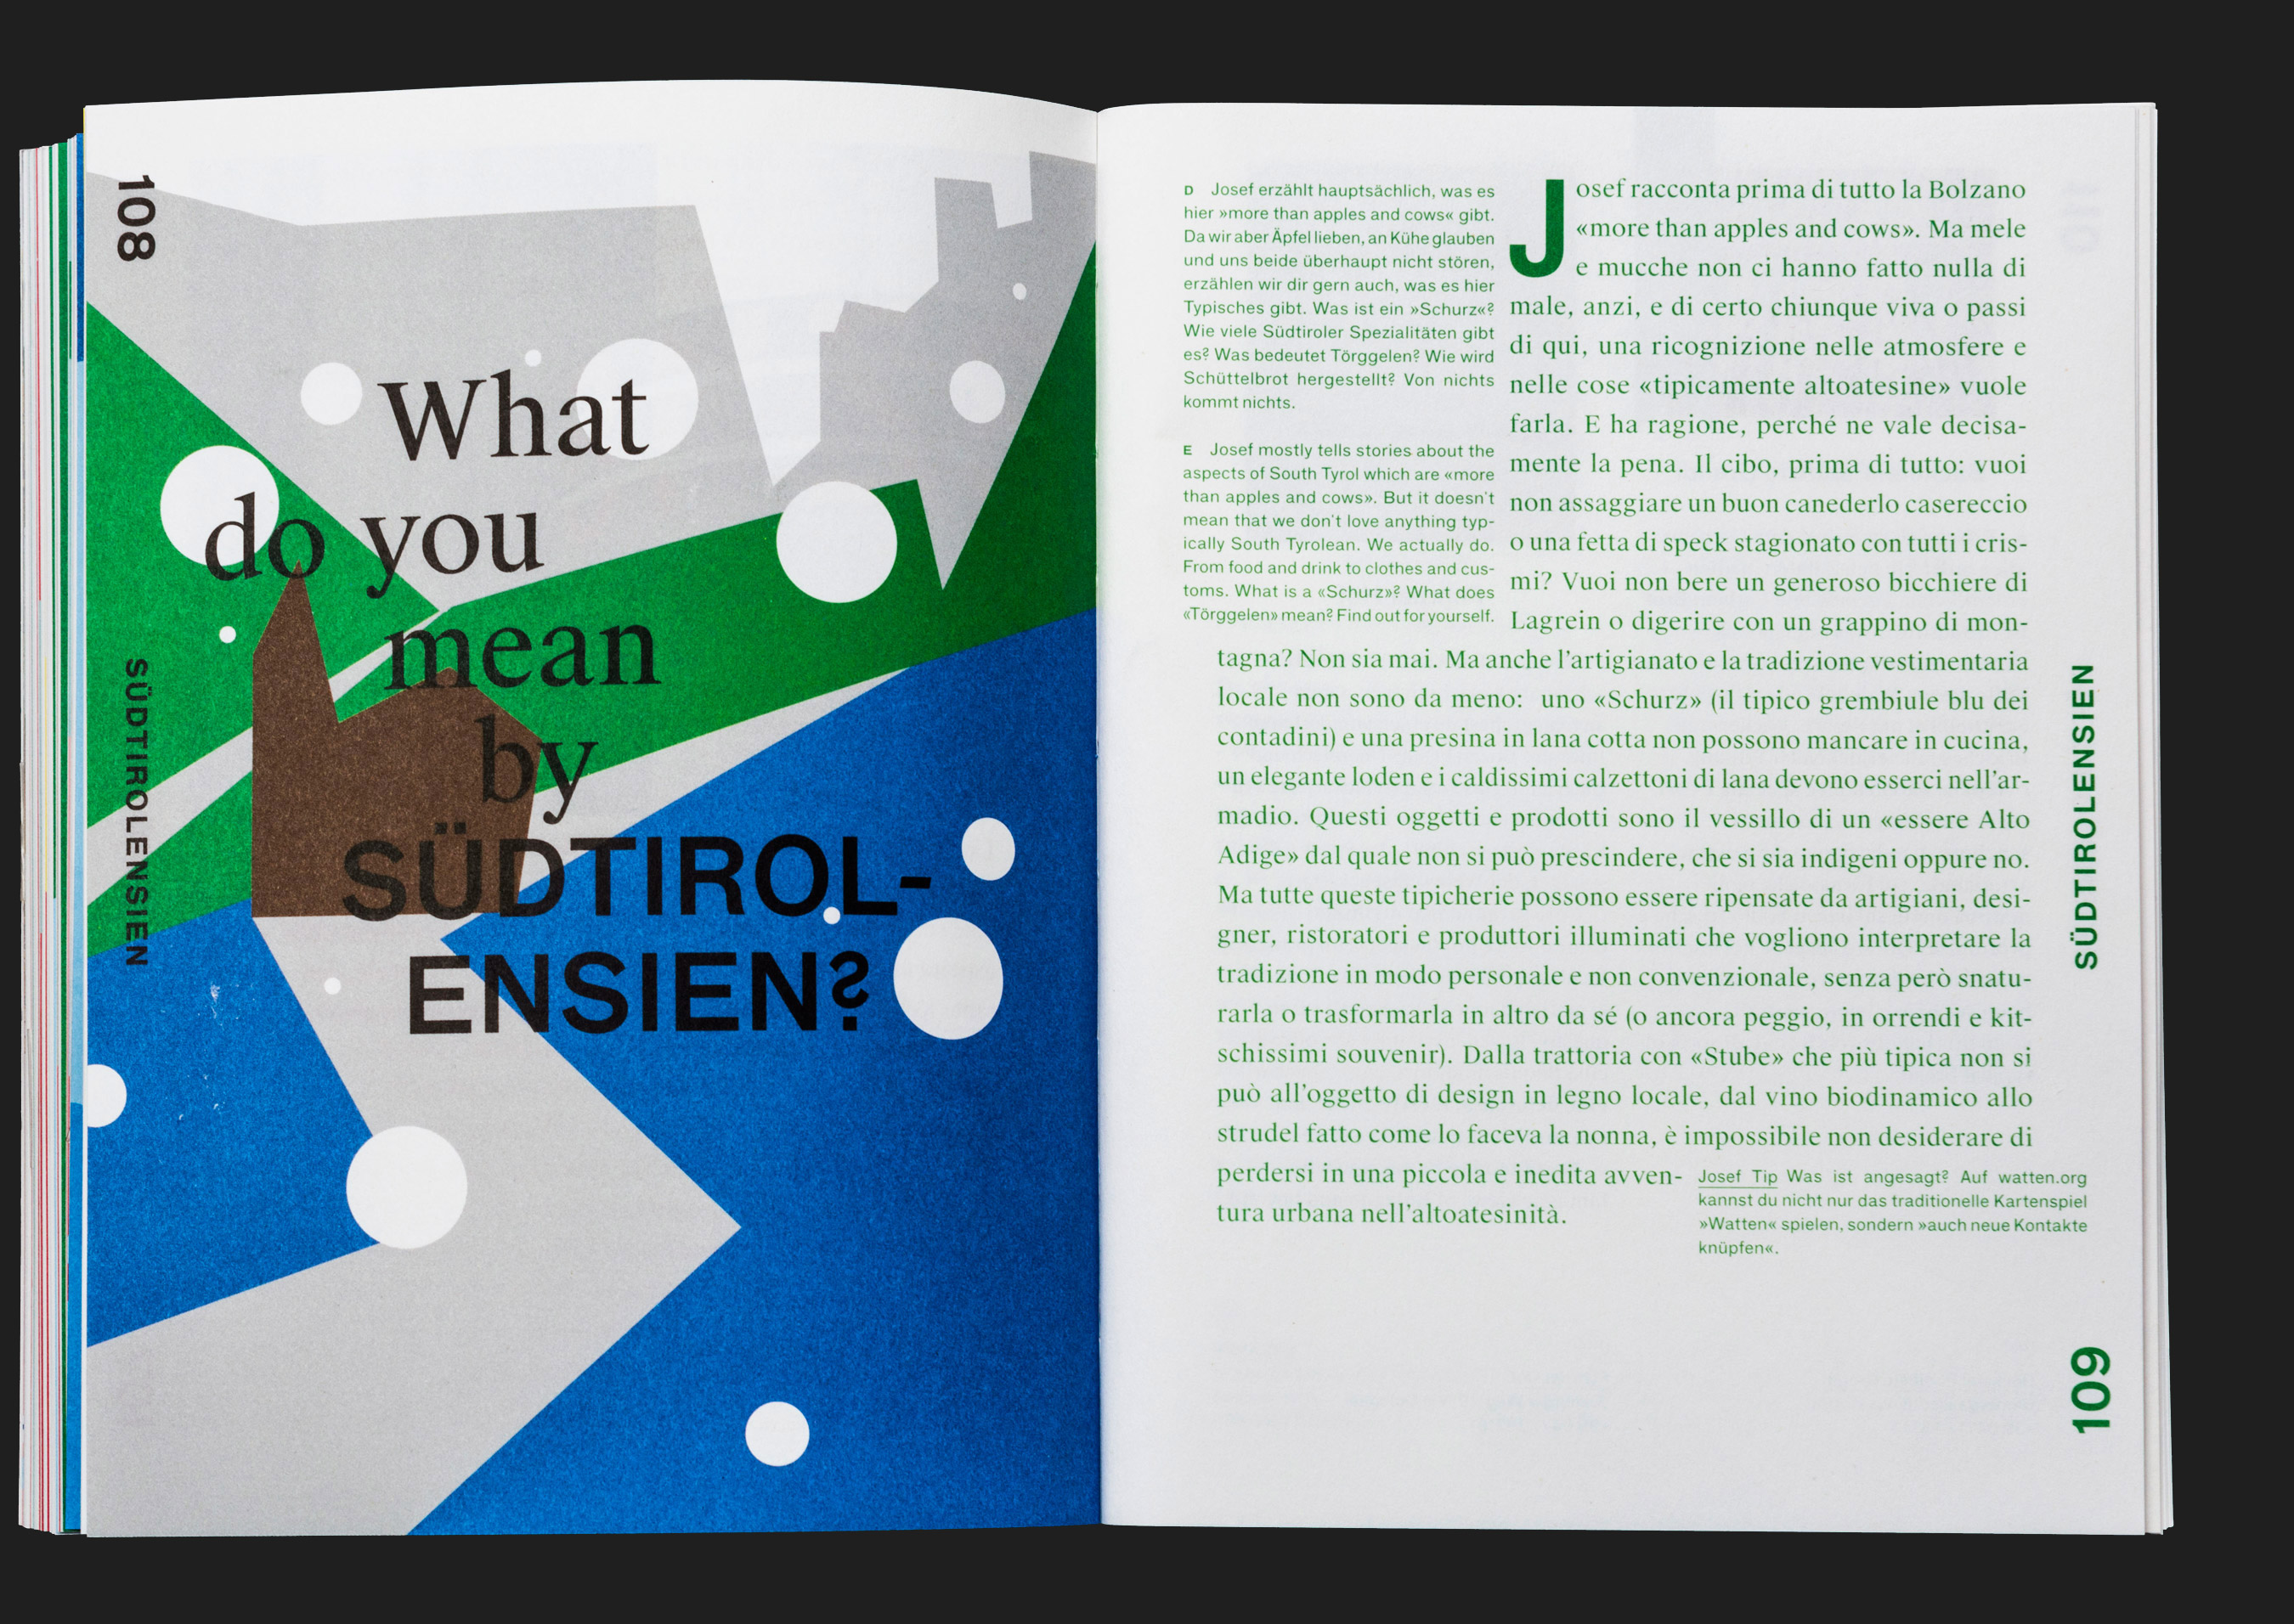 108
SÜDTIROLENSIEN
What
do you
mean
by
SÜDTIROL-
ENSIEN?
D Josef erzählt hauptsächlich, was es
hier »more than apples and cows« gibt.
Da wir aber Äpfel lieben, an Kühe glauben
und uns beide überhaupt nicht stören,
erzählen wir dir gern auch, was es hier
Typisches gibt. Was ist ein »Schurz«?
Wie viele Südtiroler Spezialitäten gibt
es? Was bedeutet Törggelen? Wie wird
Schüttelbrot hergestellt? Von nichts
kommt nichts.
E Josef mostly tells stories about the
aspects of South Tyrol which are «more
than apples and cows». But it doesn't
mean that we don't love anything typ-
ically South Tyrolean. We actually do.
From food and drink to clothes and cus-
toms. What is a «Schurz»? What does
«Törggelen» mean? Find out for yourself.
Josef racconta prima di tutto la Bolzano
«more than apples and cows». Ma mele
e mucche non ci hanno fatto nulla di
male, anzi, e di certo chiunque viva o passi
di qui, una ricognizione nelle atmosfere e
nelle cose «tipicamente altoatesine» vuole
farla. E ha ragione, perché ne vale decisa-
mente la pena. Il cibo, prima di tutto: vuoi
non assaggiare un buon canederlo casereccio
o una fetta di speck stagionato con tutti i cris-
mi? Vuoi non bere un generoso bicchiere di
Lagrein o digerire con un grappino di mon-
tagna? Non sia mai. Ma anche l'artigianato e la tradizione vestimentaria
locale non sono da meno: uno «Schurz» (il tipico grembiule blu dei
contadini) e una presina in lana cotta non possono mancare in cucina,
un elegante loden e i caldissimi calzettoni di lana devono esserci nell'ar-
madio. Questi oggetti e prodotti sono il vessillo di un «essere Alto
Adige» dal quale non si può prescindere, che si sia indigeni oppure no.
Ma tutte queste tipicherie possono essere ripensate da artigiani, desi-
gner, ristoratori e produttori illuminati che vogliono interpretare la
tradizione in modo personale e non convenzionale, senza però snatu-
rarla o trasformarla in altro da sé (o ancora peggio, in orrendi e kit-
schissimi souvenir). Dalla trattoria con «Stube» che più tipica non si
può all'oggetto di design in legno locale, dal vino biodinamico allo
strudel fatto come lo faceva la nonna, è impossibile non desiderare di
perdersi in una piccola e inedita avven-
tura urbana nell'altoatesinità.
Josef Tip Was ist angesagt? Auf watten.org
kannst du nicht nur das traditionelle Kartenspiel
»Watten« spielen, sondern »auch neue Kontakte
knüpfen«.
SÜDTIROLENSIEN
109